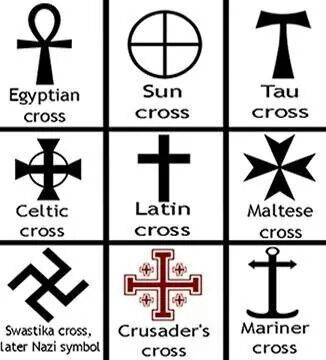 Egyptian
cross
Sun
cross
Tau
cross
Celtic
cross
Latin
cross
Maltese
cross
Swastika cross,
later Nazi symbol
Crusader's
cross
Mariner
cross